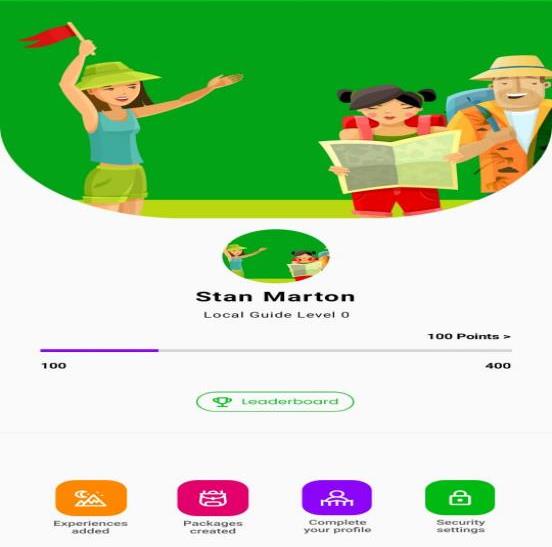 Stan Marton
Local Guide Level 0
100 Points >
100 400
Leaderboard
Experiences added
Packages created
Complete your profile
Security settings